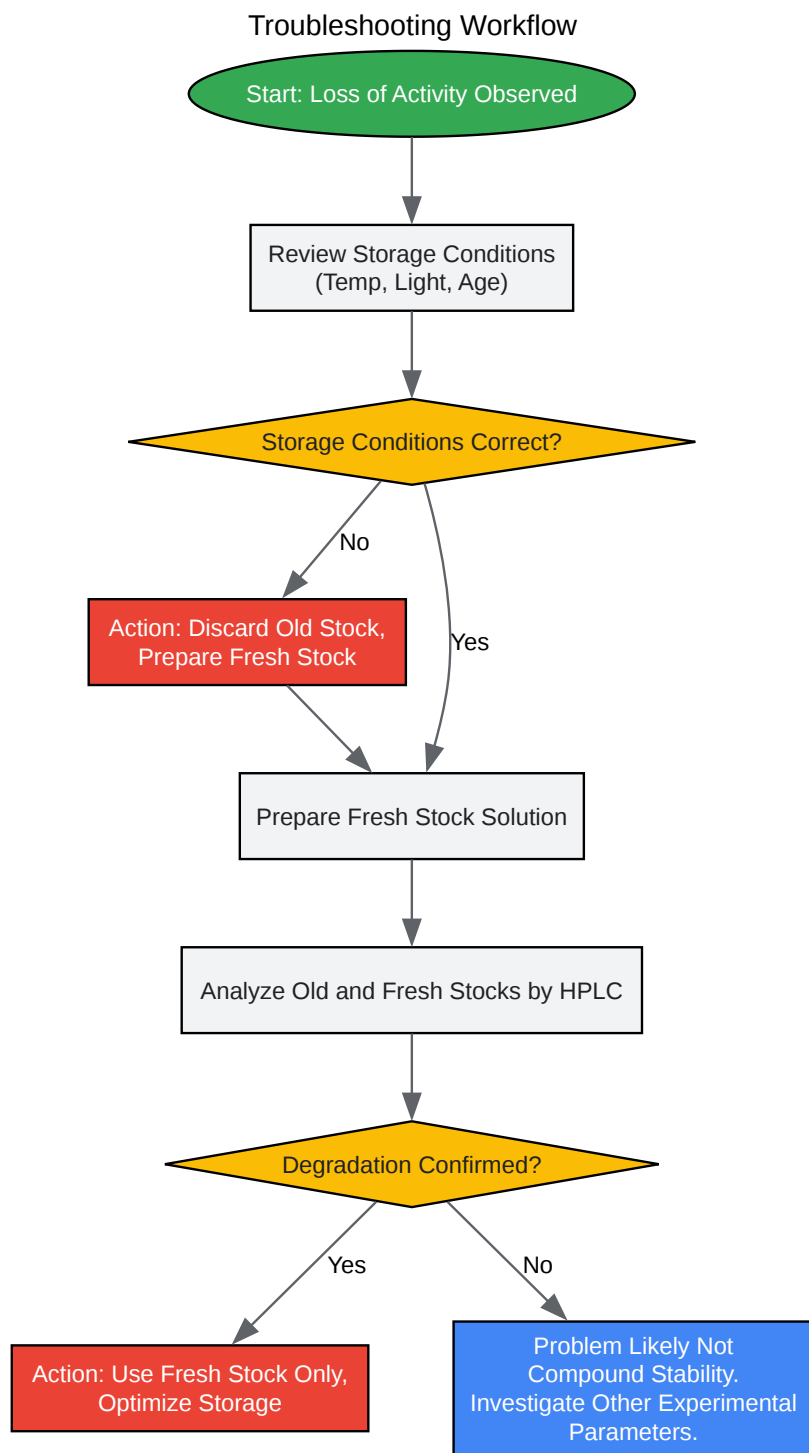 Troubleshooting Workflow
Start: Loss of Activity Observed
Review Storage Conditions
(Temp, Light, Age)
Storage Conditions Correct?
No
Yes
Action: Discard Old Stock,
Prepare Fresh Stock
Prepare Fresh Stock Solution
Analyze Old and Fresh Stocks by HPLC
Degradation Confirmed?
Yes
No
Action: Use Fresh Stock Only,
Optimize Storage
Problem Likely Not
Compound Stability.
Investigate Other Experimental
Parameters.